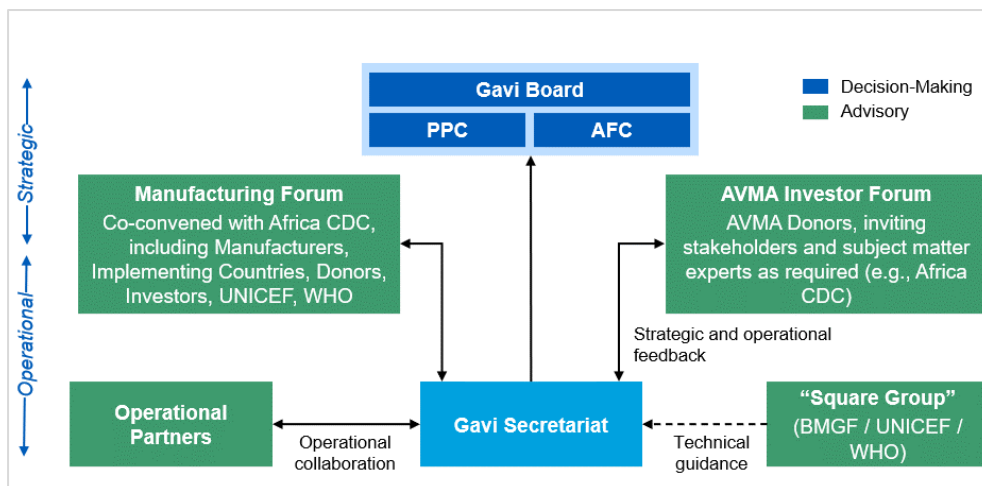 Gavi Board
PPC
AFC
Decision-Making
Advisory
Strategic
Operational
Manufacturing Forum
Co-convened with Africa CDC,
including Manufacturers,
Implementing Countries, Donors,
Investors, UNICEF, WHO
AVMA Investor Forum
AVMA Donors, inviting
stakeholders and subject matter
experts as required (e.g., Africa
CDC)
Strategic and operational
feedback
Operational
Partners
Operational
collaboration
Gavi Secretariat
Technical
guidance
“Square Group”
(BMGF / UNICEF /
WHO)